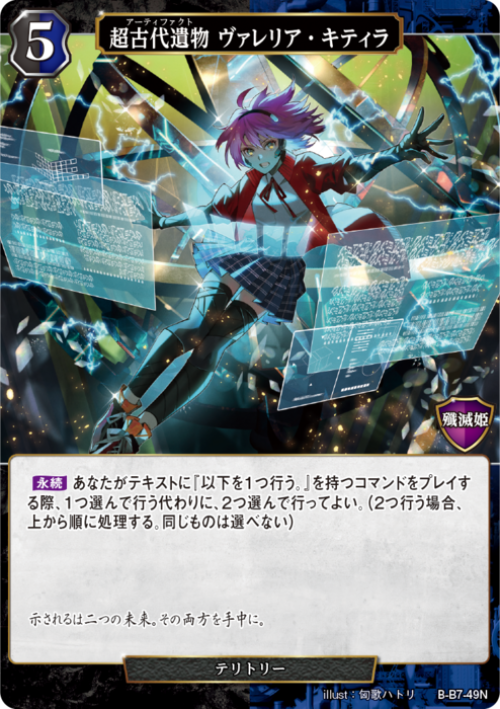 5
アーティファクト
超古代遺物 ヴァレリア・キティラ
殲滅姫
永続 あなたがテキストに『以下を1つ行う。』を持つコマンドをプレイす
る際、1つ選んで行う代わりに、2つ選んで行ってよい。(2つ行う場合、
上から順に処理する。同じものは選べない)
示されるは二つの未来。その両方を手中に。
テリトリー
illust:匈歌ハトリ B-B7-49N